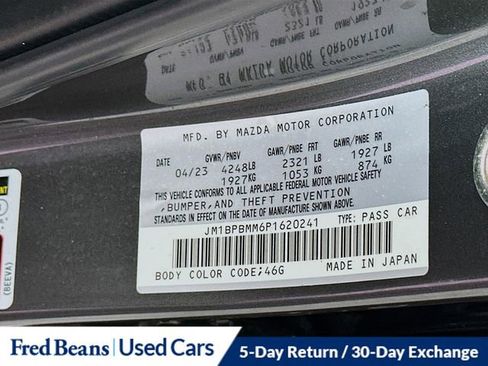 MFD. BY MAZDA MOTOR CORPORATION
GVWR/PNBV GAWR/PNBE FR GAWR/PNBE RR
04/23 4248LB 2321 LB 1927 LB
1927KG 1053 KG 874 KG
THIS VEHICLE CONFORMS TO ALL APPLICABLE FEDERAL MOTOR VEHICLE SAFETY
,BUMPER,AND THEFT PREVENTION
STANDARDS IN EFFECT ON THE DATE OF MANUFACTURE SHOWN ABOVE.
JM1BPBMM6P1620241 TYPE: PASS CAR
BODY COLOR CODE;46G MADE IN JAPAN
(BEEVA)
Fred Beans Used Cars 5-Day Return / 30-Day Exchange